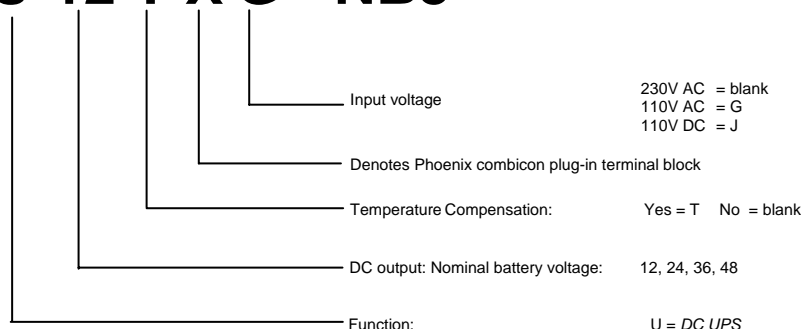 Input voltage
230V AC = blank
110V AC = G
110V DC = J
Denotes Phoenix combicon plug-in terminal block
Temperature Compensation: Yes = T No = blank
DC output: Nominal battery voltage: 12, 24, 36, 48
Function: U = DC UPS